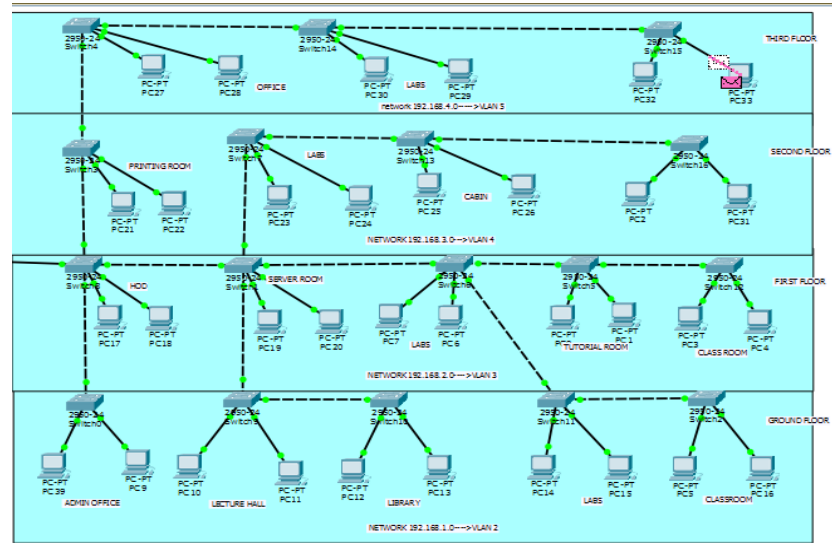 2950-24
Switch4
PC-PT
PC27
PC-PT
PC28
OFFICE
2950-24
Switch14
PC-PT
PC30
LABS
PC-PT
PC29
2950-24
Switch15
PC-PT
PC32
PC-PT
PC33
THIRD FLOOR
network 192.168.4.0----->VLAN 5
2950-24
PRINTING ROOM
PC-PT
PC21
PC-PT
PC22
2950-24
LABS
PC-PT
PC23
PC-PT
PC24
2950-24
Switch13
PC-PT
PC25
CABIN
PC-PT
PC26
2950-24
Switch16
PC-PT
PC2
PC-PT
PC31
SECOND FLOOR
NETWORK 192.168.3.0--->VLAN 4
2950-24
HOD
PC-PT
PC17
PC-PT
PC18
2950-24
SERVER ROOM
PC-PT
PC19
PC-PT
PC20
2950-24
PC-PT
PC7
LABS
PC-PT
PC6
2950-24
Switch5
PC-PT
PC-PT
PC1
TUTORIAL ROOM
2950-24
Switch12
PC-PT
PC3
PC-PT
PC4
CLASS ROOM
FIRST FLOOR
NETWORK 192.168.2.0---->VLAN 3
2950-24
Switch0
PC-PT
PC39
PC-PT
PC9
ADMIN OFFICE
2950-24
Switch9
PC-PT
PC10
PC-PT
PC11
LECTURE HALL
2950-24
Switch10
PC-PT
PC12
PC-PT
PC13
LIBRARY
2950-24
Switch11
PC-PT
PC14
PC-PT
PC15
LABS
2950-24
Switch2
PC-PT
PC5
PC-PT
PC16
CLASSROOM
GROUND FLOOR
NETWORK 192.168.1.0---->VLAN 2